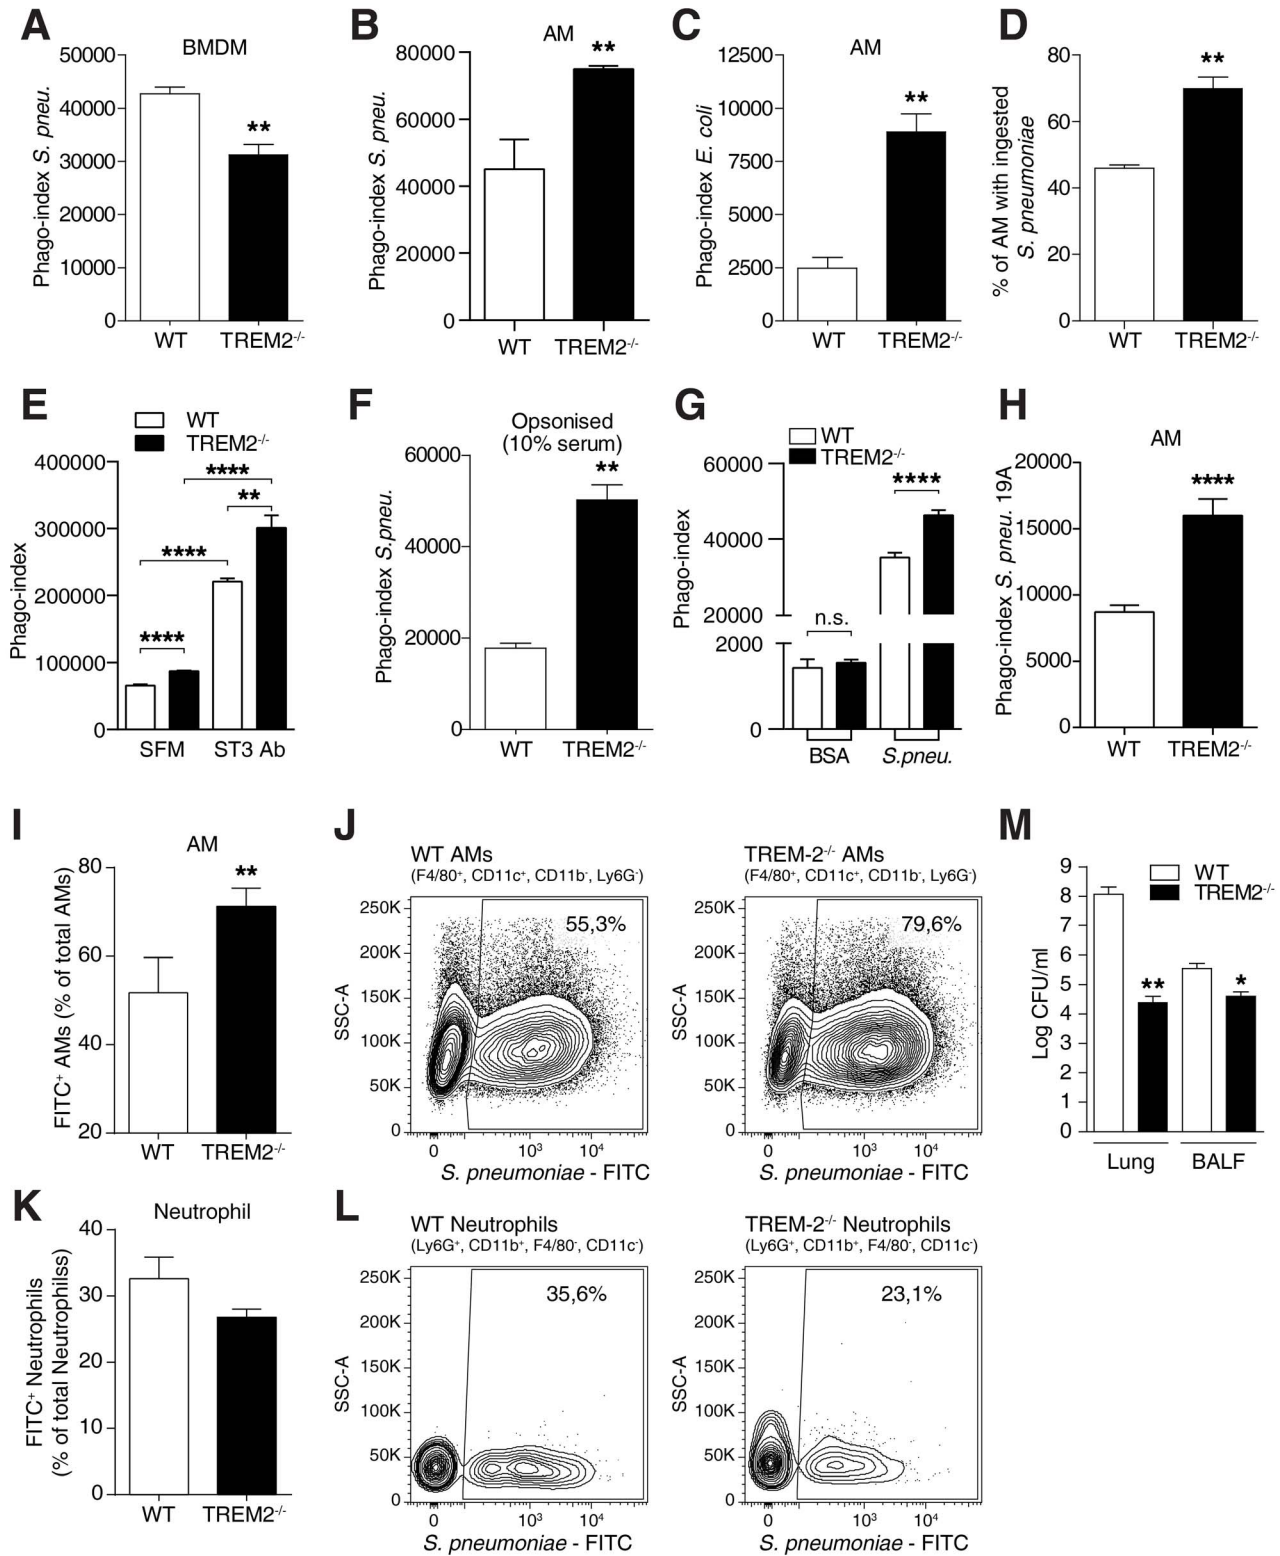 A
BMDM
50000
40000
30000
20000
10000
0
Phago-index S. pneu.
**
WT
TREM2-/-
B
AM
80000
60000
40000
20000
0
Phago-index S. pneu.
**
WT
TREM2-/-
C
AM
12500
10000
7500
5000
2500
0
Phago-index E. coli
**
WT
TREM2-/-
D
80
60
40
20
0
% of AM with ingested
S. pneumoniae
**
WT
TREM2-/-
E
WT
TREM2-/-
400000
300000
200000
100000
0
Phago-index
****
**
****
****
SFM
ST3 Ab
F
Opsonised
(10% serum)
60000
40000
20000
0
Phago-index S.pneu.
**
WT
TREM2-/-
G
WT
TREM2-/-
60000
40000
20000
2000
0
Phago-index
****
n.s.
BSA
S.pneu.
H
AM
20000
15000
10000
5000
0
Phago-index S. pneu. 19A
****
WT
TREM2-/-
I
AM
80
60
40
20
FITC+ AMs (% of total AMs)
**
WT
TREM2-/-
J
WT AMs
(F4/80+, CD11c+, CD11b-, Ly6G-)
250K
200K
150K
100K
50K
0
SSC-A
55,3%
0
10³
10⁴
S. pneumoniae - FITC
TREM-2-/- AMs
(F4/80+, CD11c+, CD11b-, Ly6G-)
250K
200K
150K
100K
50K
0
SSC-A
79,6%
0
10³
10⁴
S. pneumoniae - FITC
M
WT
TREM2-/-
9
8
7
6
5
4
3
2
1
0
Log CFU/ml
**
*
Lung
BALF
K
Neutrophil
40
30
20
10
0
FITC+ Neutrophils
(% of total Neutrophilss)
WT
TREM2-/-
L
WT Neutrophils
(Ly6G+, CD11b+, F4/80-, CD11c-)
250K
200K
150K
100K
50K
0
SSC-A
35,6%
0
10³
10⁴
S. pneumoniae - FITC
TREM-2-/- Neutrophils
(Ly6G+, CD11b+, F4/80-, CD11c-)
250K
200K
150K
100K
50K
0
SSC-A
23,1%
0
10³
10⁴
S. pneumoniae - FITC